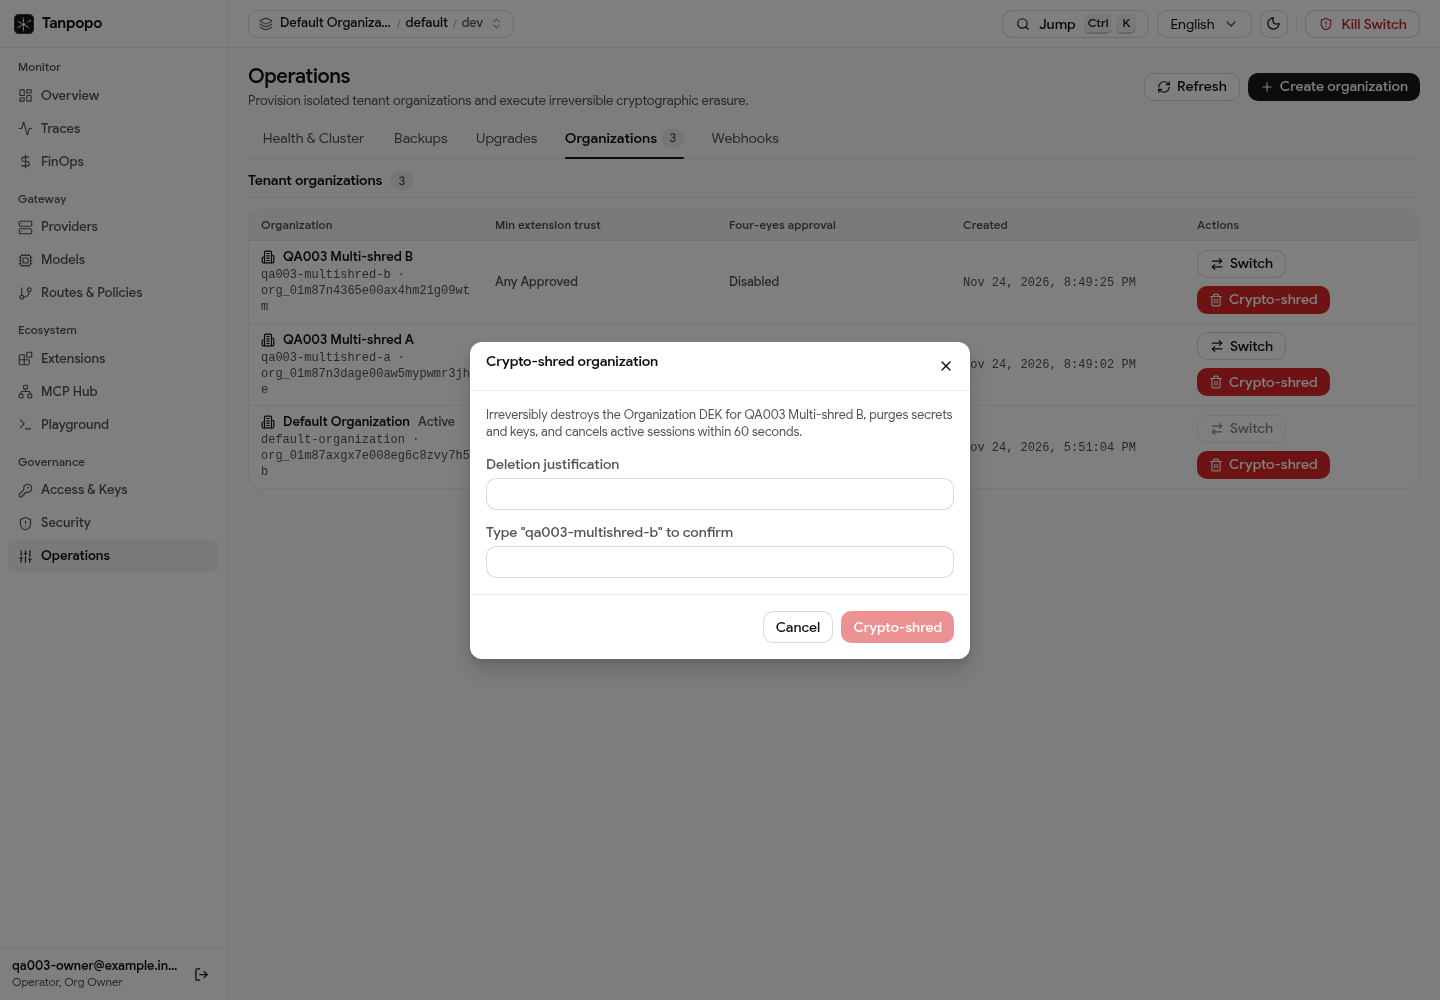 Tanpopo
Default Organiza... / default / dev
Jump Ctrl K
English
Kill Switch
Monitor
Overview
Traces
FinOps
Gateway
Providers
Models
Routes & Policies
Ecosystem
Extensions
MCP Hub
Playground
Governance
Access & Keys
Security
Operations
qa003-owner@example.in...
Operator, Org Owner
Operations
Provision isolated tenant organizations and execute irreversible cryptographic erasure.
Refresh
Create organization
Health & Cluster Backups Upgrades Organizations 3 Webhooks
Tenant organizations 3
Organization Min extension trust Four-eyes approval Created Actions
QA003 Multi-shred B
qa003-multishred-b ·
org_01m87n4365e00ax4hm21g09wt
m
Any Approved
Disabled
Nov 24, 2026, 8:49:25 PM
Switch
Crypto-shred
QA003 Multi-shred A
qa003-multishred-a ·
org_01m87n3dage00aw5mypwmr3jh
e
ov 24, 2026, 8:49:02 PM
Switch
Crypto-shred
Default Organization Active
default-organization ·
org_01m87axgx7e008eg6c8zvy7h5
b
ov 24, 2026, 5:51:04 PM
Switch
Crypto-shred
Crypto-shred organization
Irreversibly destroys the Organization DEK for QA003 Multi-shred B, purges secrets
and keys, and cancels active sessions within 60 seconds.
Deletion justification
Type "qa003-multishred-b" to confirm
Cancel
Crypto-shred